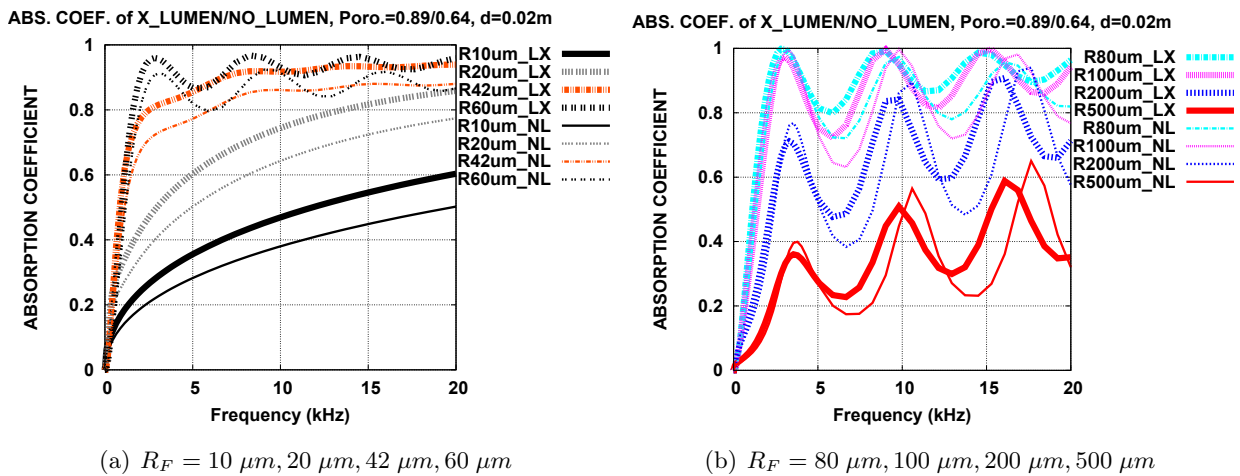 ABS. COEF. of X_LUMEN/NO_LUMEN, Poro.=0.89/0.64, d=0.02m
ABSORPTION COEFFICIENT
1
0.8
0.6
0.4
0.2
0
0
5
10
15
20
Frequency (kHz)
R10um_LX
R20um_LX
R42um_LX
R60um_LX
R10um_NL
R20um_NL
R42um_NL
R60um_NL
(a) R_F = 10 μm, 20 μm, 42 μm, 60 μm
ABS. COEF. of X_LUMEN/NO_LUMEN, Poro.=0.89/0.64, d=0.02m
ABSORPTION COEFFICIENT
1
0.8
0.6
0.4
0.2
0
0
5
10
15
20
Frequency (kHz)
R80um_LX
R100um_LX
R200um_LX
R500um_LX
R80um_NL
R100um_NL
R200um_NL
R500um_NL
(b) R_F = 80 μm, 100 μm, 200 μm, 500 μm